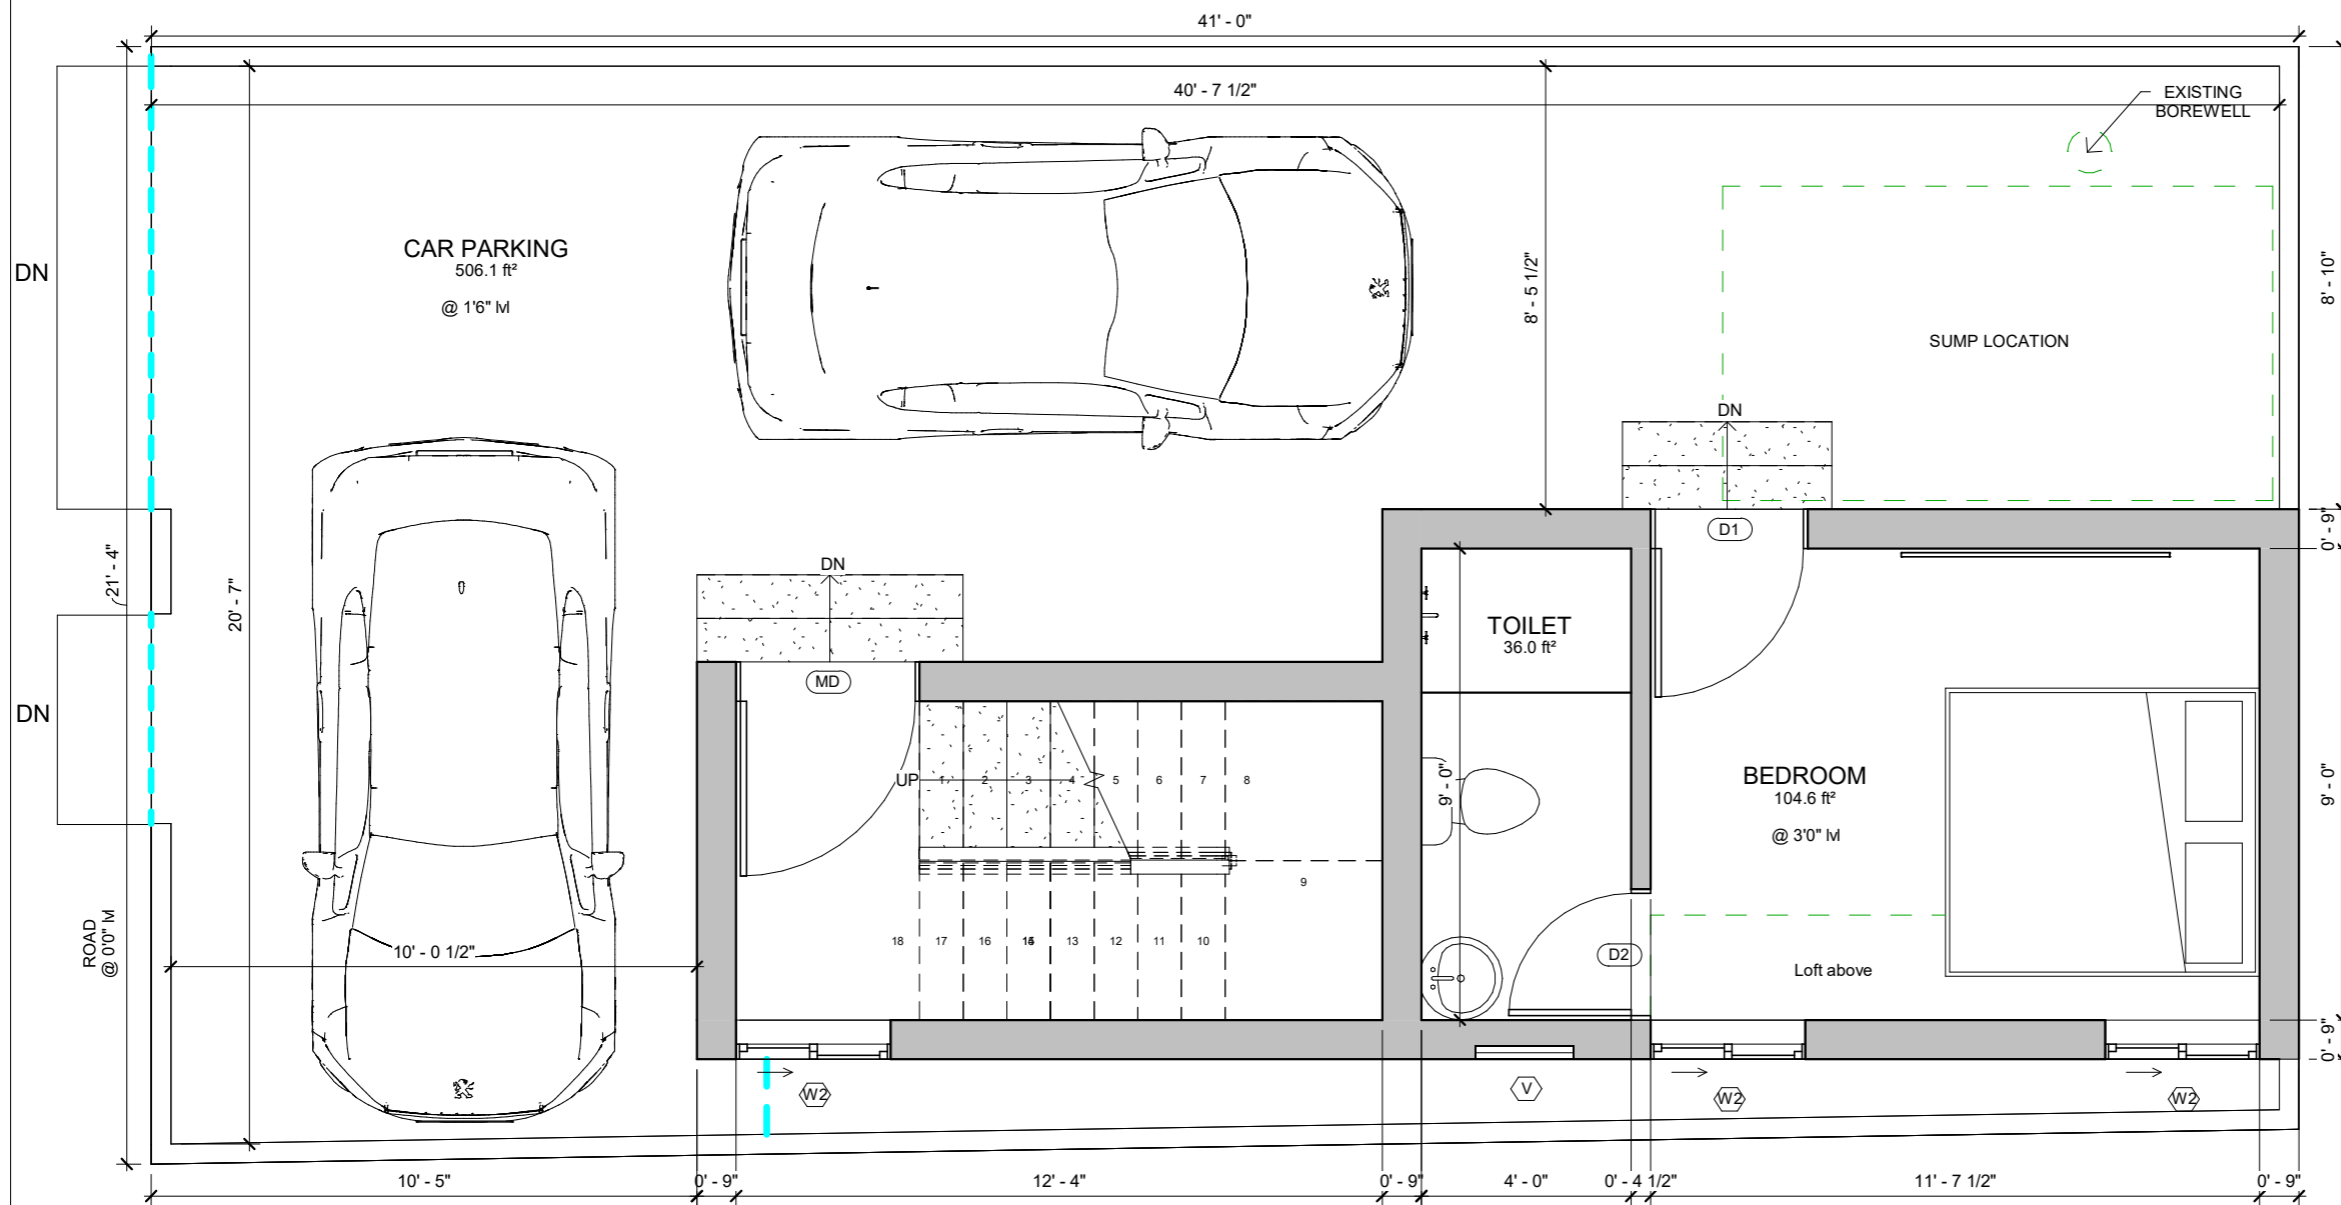 41' - 0"
40' - 7 1/2"
EXISTING
BOREWELL
CAR PARKING
506.1 ft²
@ 1'6" lvl
DN
8' - 5 1/2"
8' - 10"
SUMP LOCATION
DN
D1
0' - 9"
21' - 4"
20' - 7"
DN
MD
TOILET
36.0 ft²
DN
UP
1 2 3 4 5 6 7 8
9' - 0"
BEDROOM
104.6 ft²
@ 3'0" lvl
9' - 0"
9
18 17 16 13 12 11 10
ROAD
@ 0'0" lvl
10' - 0 1/2"
D2
Loft above
0' - 9"
W2
V
W2
W2
10' - 5"
0' - 9"
12' - 4"
0' - 9"
4' - 0"
0' - 4 1/2"
11' - 7 1/2"
0' - 9"